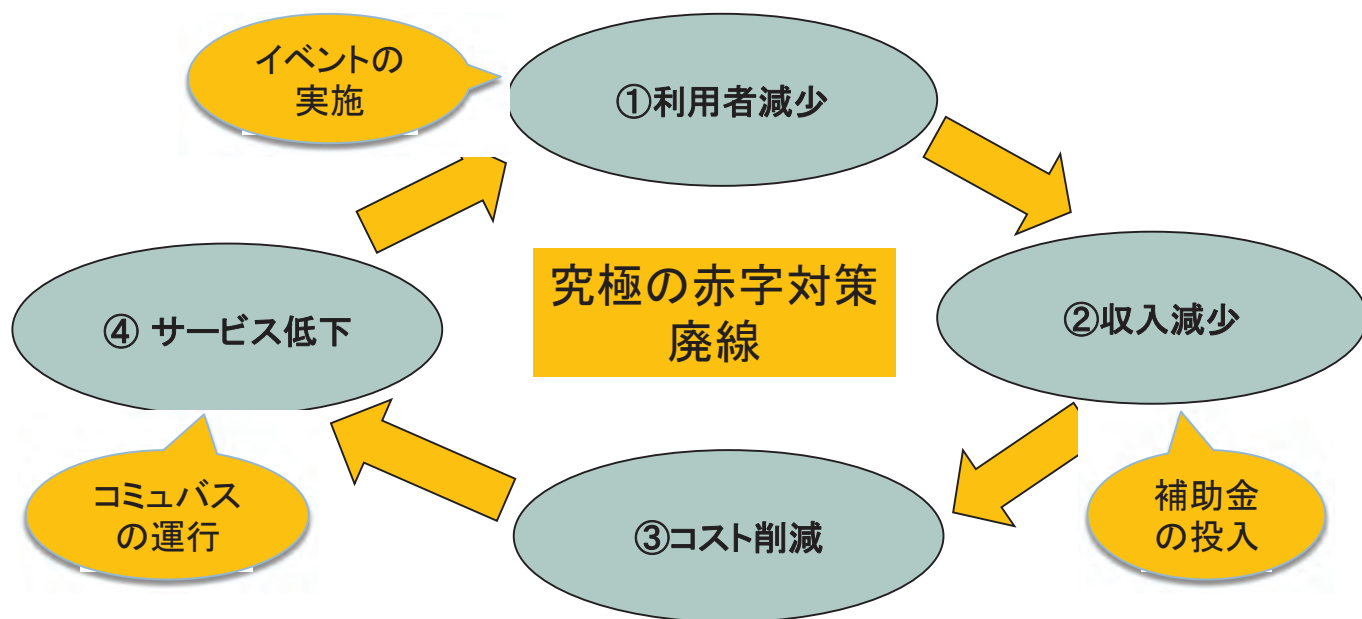 イベントの
実施
①利用者減少
究極の赤字対策
廃線
②収入減少
④ サービス低下
コミュバス
の運行
③コスト削減
補助金
の投入